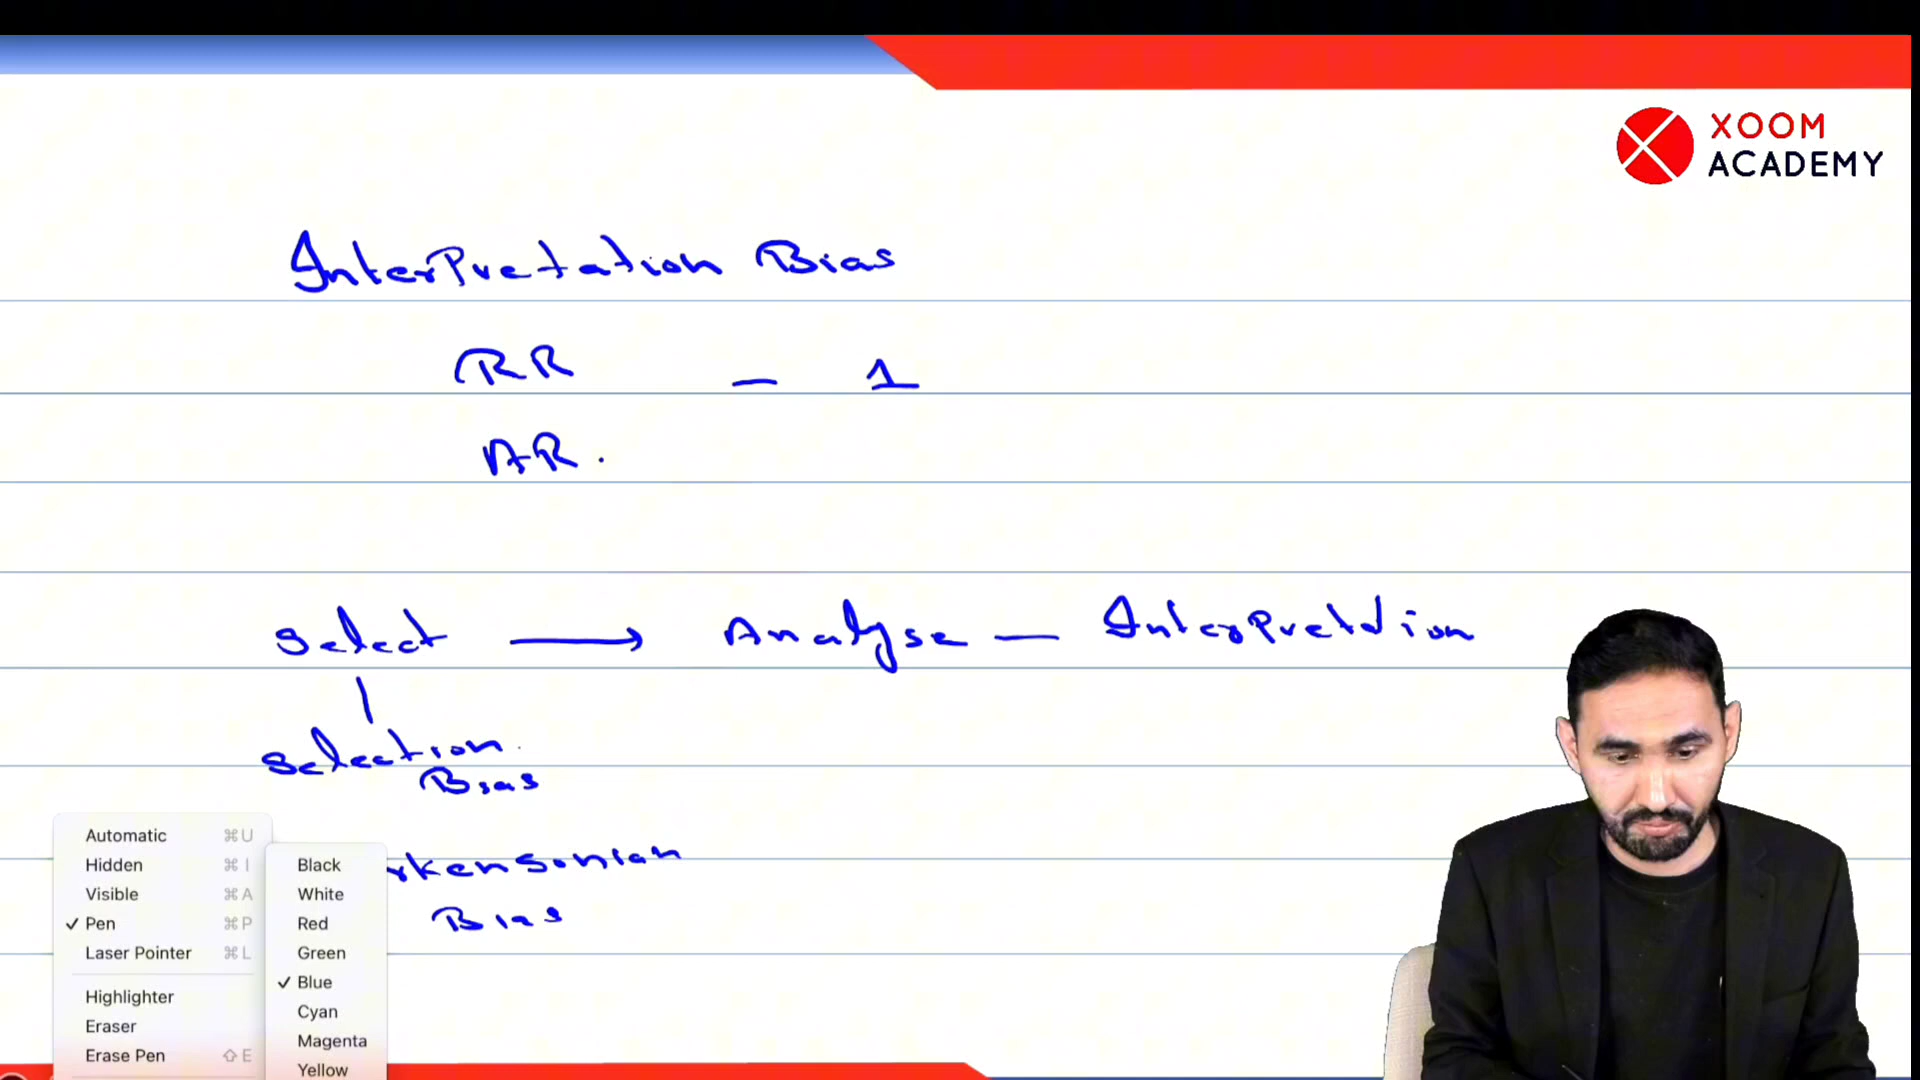 XOOM
ACADEMY
InterPretation Bias
RR - 1
AR.
Select → Analyse - InterPretation
Selection
Bias
rkensonian
Bias
Automatic ⌘U
Hidden ⌘I
Visible ⌘A
✓ Pen ⌘P
Laser Pointer ⌘L
Highlighter
Eraser
Erase Pen ⇧E
Black
White
Red
Green
✓ Blue
Cyan
Magenta
Yellow